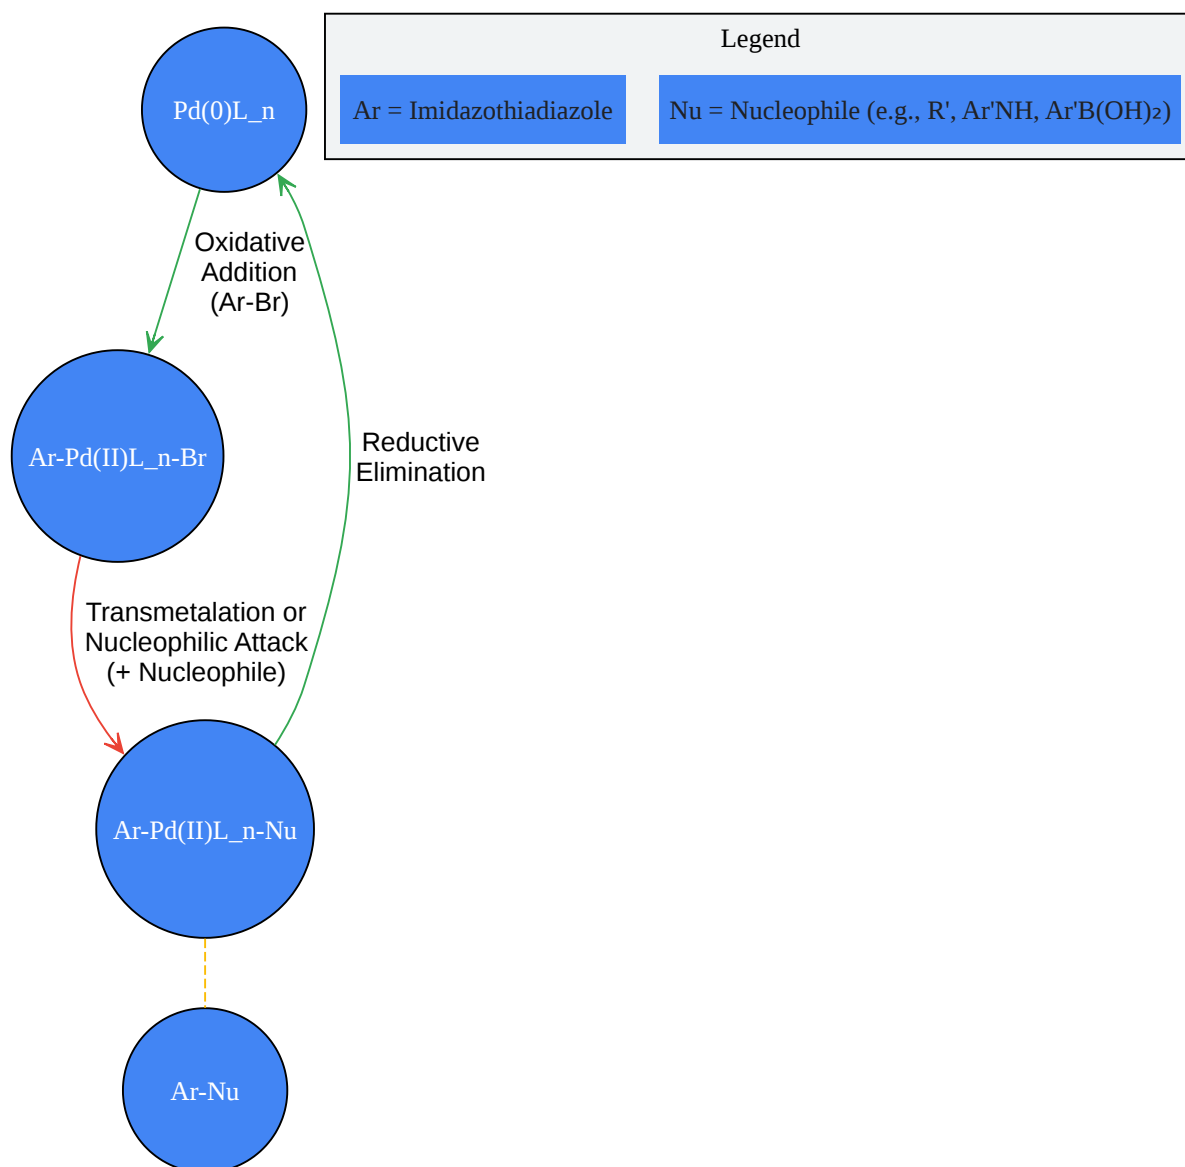 Legend
Pd(0)L_n
Ar = Imidazothiadiazole
Nu = Nucleophile (e.g., R', Ar'NH, Ar'B(OH)₂)
Oxidative
Addition
(Ar-Br)
Ar-Pd(II)L_n-Br
Reductive
Elimination
Transmetalation or
Nucleophilic Attack
(+ Nucleophile)
Ar-Pd(II)L_n-Nu
Ar-Nu